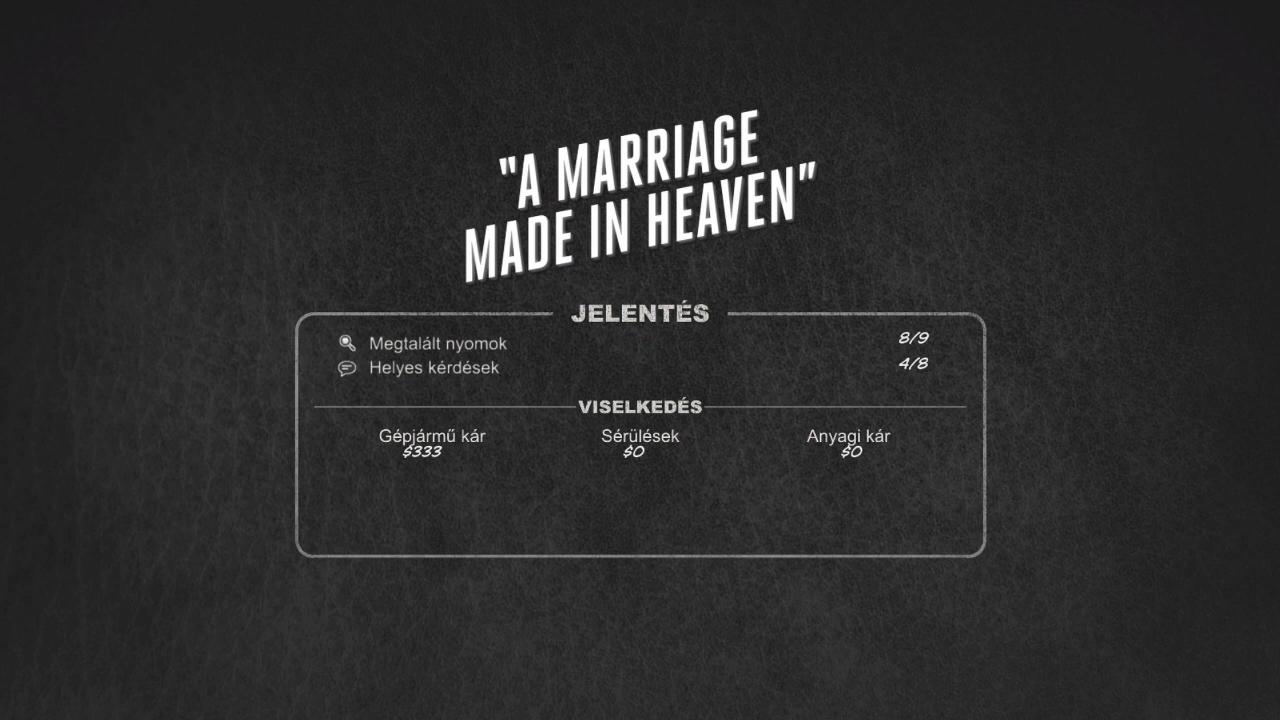 "A MARRIAGE
MADE IN HEAVEN"
JELENTÉS
Megtalált nyomok 8/9
Helyes kérdések 4/8
VISELKEDÉS
Gépjármű kár Sérülések Anyagi kár
$333 $0 $0